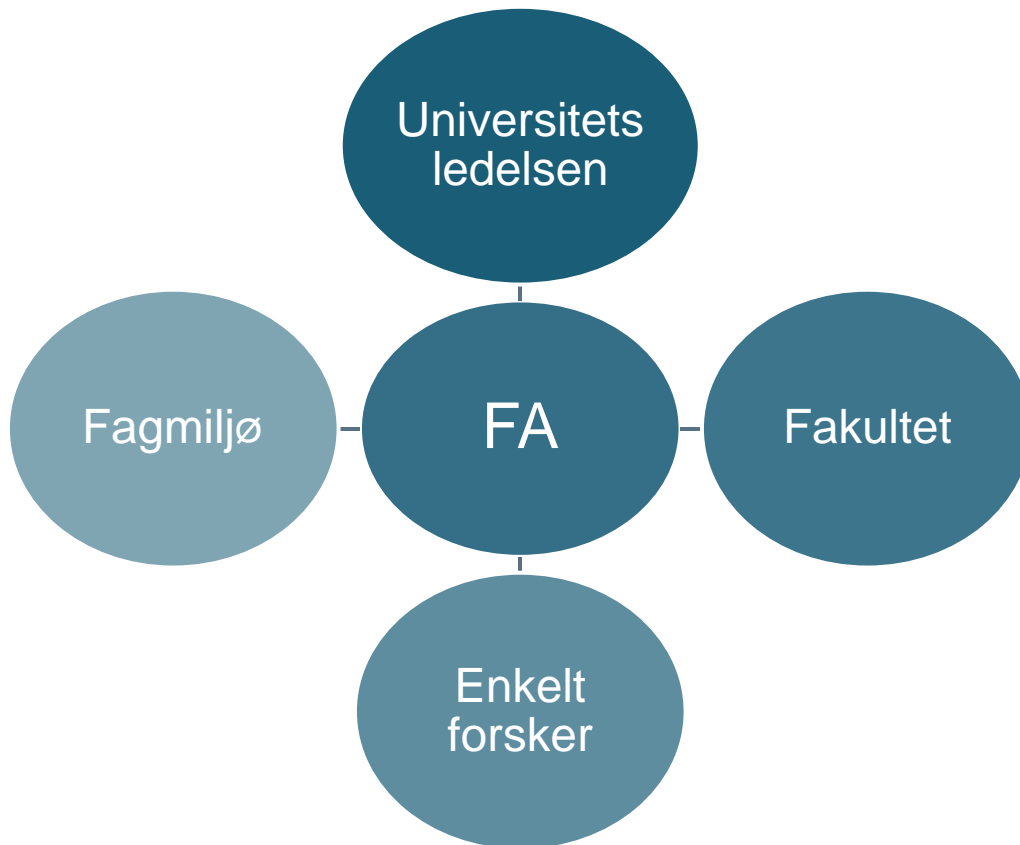 Universitets
ledelsen
Fagmiljø
FA
Fakultet
Enkelt
forsker